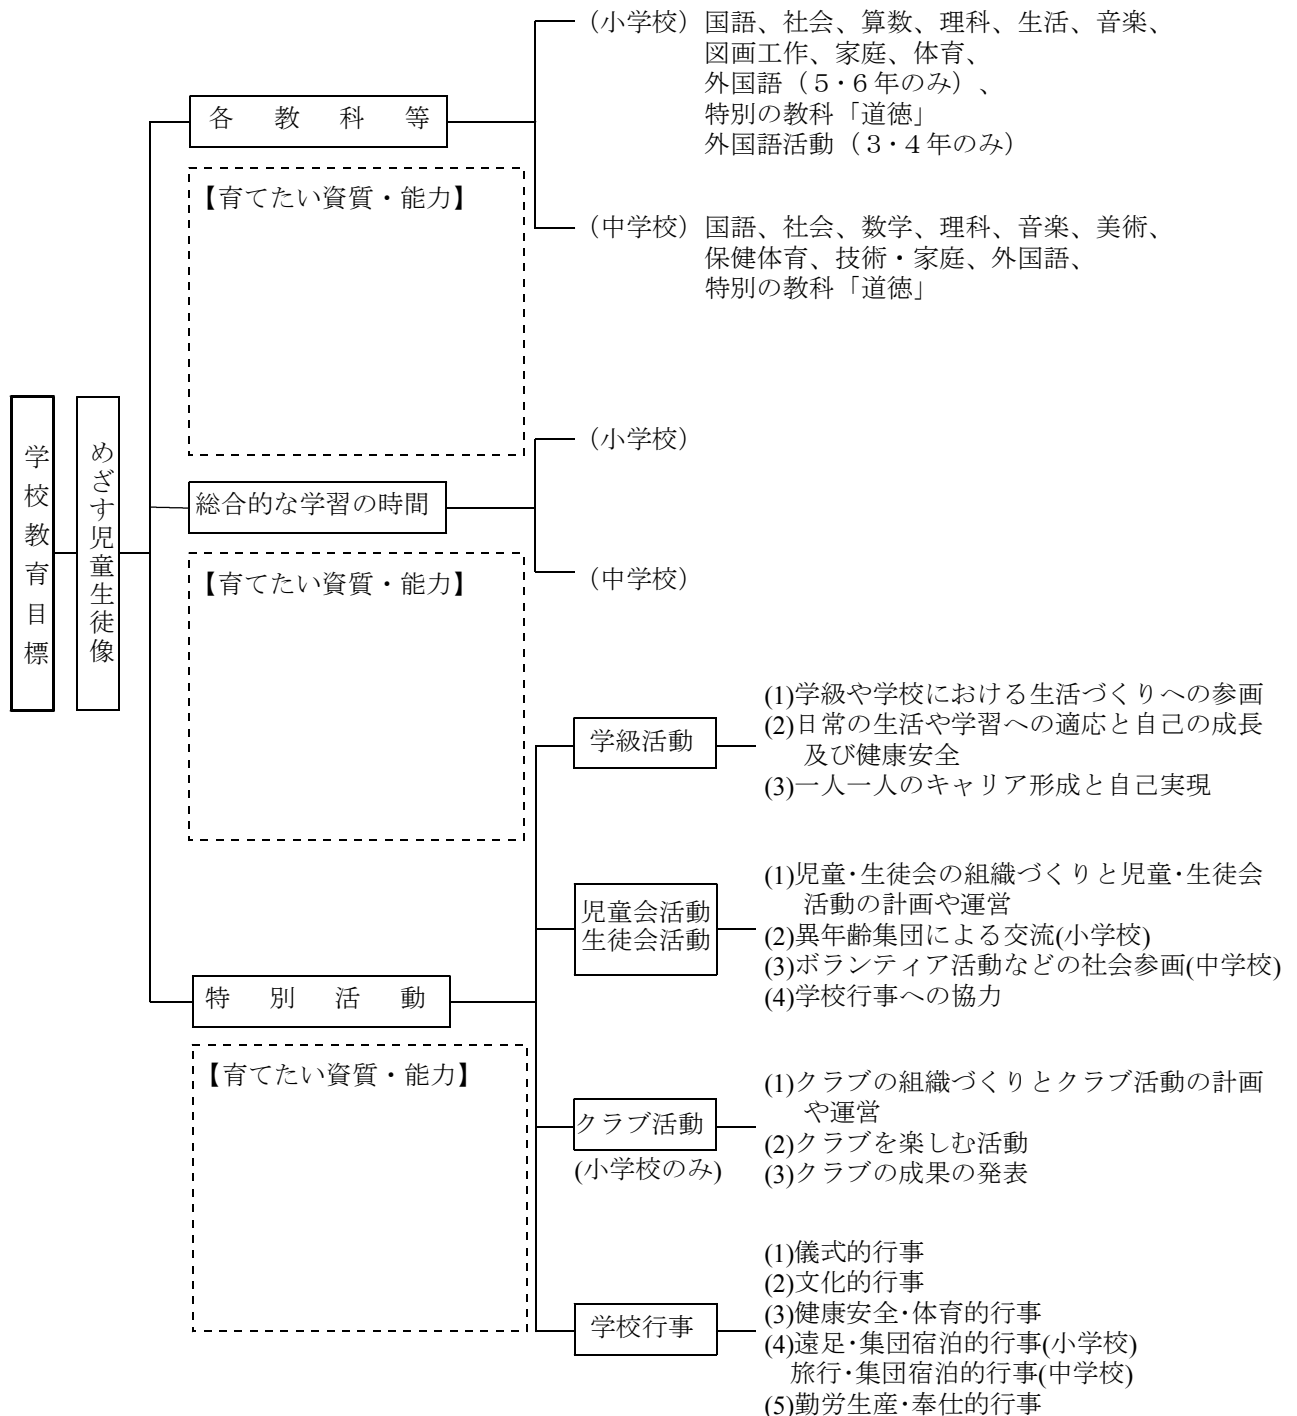 学校教育目標
めざす児童生徒像
各教科等
【育てたい資質・能力】
（小学校）国語、社会、算数、理科、生活、音楽、
図画工作、家庭、体育、
外国語（５・６年のみ）、
特別の教科「道徳」
外国語活動（３・４年のみ）
（中学校）国語、社会、数学、理科、音楽、美術、
保健体育、技術・家庭、外国語、
特別の教科「道徳」
総合的な学習の時間
【育てたい資質・能力】
（小学校）
（中学校）
特別活動
【育てたい資質・能力】
学級活動
(1)学級や学校における生活づくりへの参画
(2)日常の生活や学習への適応と自己の成長
及び健康安全
(3)一人一人のキャリア形成と自己実現
児童会活動
生徒会活動
(1)児童・生徒会の組織づくりと児童・生徒会
活動の計画や運営
(2)異年齢集団による交流(小学校)
(3)ボランティア活動などの社会参画(中学校)
(4)学校行事への協力
クラブ活動
(小学校のみ)
(1)クラブの組織づくりとクラブ活動の計画
や運営
(2)クラブを楽しむ活動
(3)クラブの成果の発表
学校行事
(1)儀式的行事
(2)文化的行事
(3)健康安全・体育的行事
(4)遠足・集団宿泊的行事(小学校)
旅行・集団宿泊的行事(中学校)
(5)勤労生産・奉仕的行事